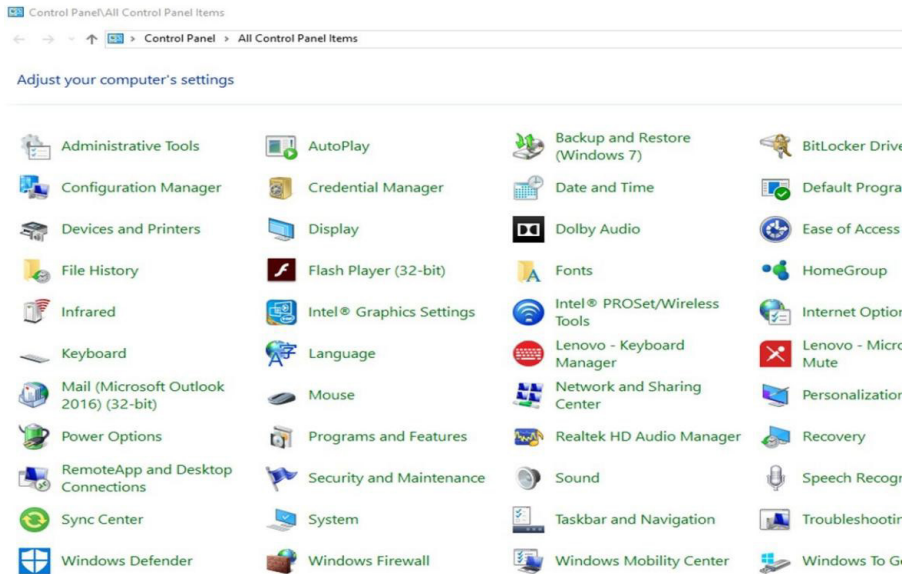 Control Panel\All Control Panel Items
Control Panel > All Control Panel Items
Adjust your computer's settings
Administrative Tools
AutoPlay
Backup and Restore
(Windows 7)
BitLocker Drive
Configuration Manager
Credential Manager
Date and Time
Default Progra
Devices and Printers
Display
Dolby Audio
Ease of Access
File History
Flash Player (32-bit)
Fonts
HomeGroup
Infrared
Intel® Graphics Settings
Intel® PROSet/Wireless
Tools
Internet Option
Keyboard
Language
Lenovo - Keyboard
Manager
Lenovo - Micro
Mute
Mail (Microsoft Outlook
2016) (32-bit)
Mouse
Network and Sharing
Center
Personalization
Power Options
Programs and Features
Realtek HD Audio Manager
Recovery
RemoteApp and Desktop
Connections
Security and Maintenance
Sound
Speech Recogn
Sync Center
System
Taskbar and Navigation
Troubleshootin
Windows Defender
Windows Firewall
Windows Mobility Center
Windows To Go